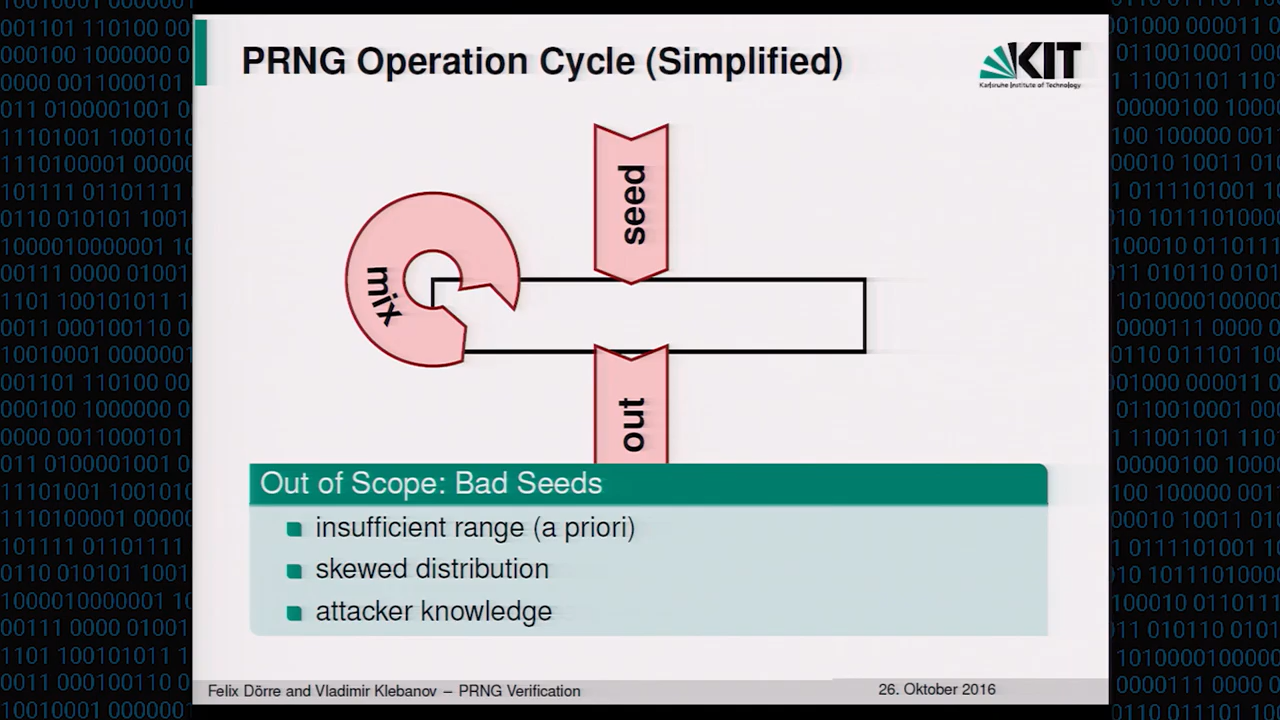 PRNG Operation Cycle (Simplified)
KIT
Karlsruhe Institute of Technology
seed
mix
out
Out of Scope: Bad Seeds
insufficient range (a priori)
skewed distribution
attacker knowledge
Felix Dörre and Vladimir Klebanov – PRNG Verification
26. Oktober 2016